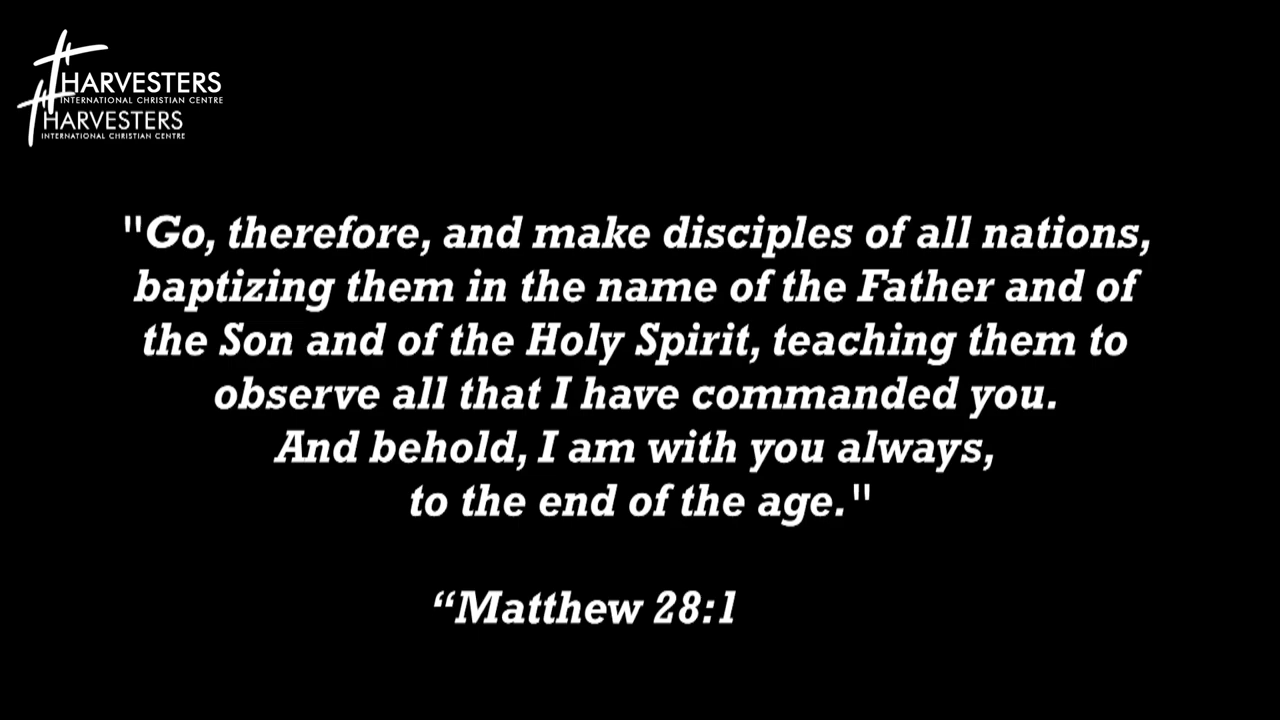 HARVESTERS
INTERNATIONAL CHRISTIAN CENTRE
HARVESTERS
INTERNATIONAL CHRISTIAN CENTRE
"Go, therefore, and make disciples of all nations,
baptizing them in the name of the Father and of
the Son and of the Holy Spirit, teaching them to
observe all that I have commanded you.
And behold, I am with you always,
to the end of the age."
“Matthew 28:1